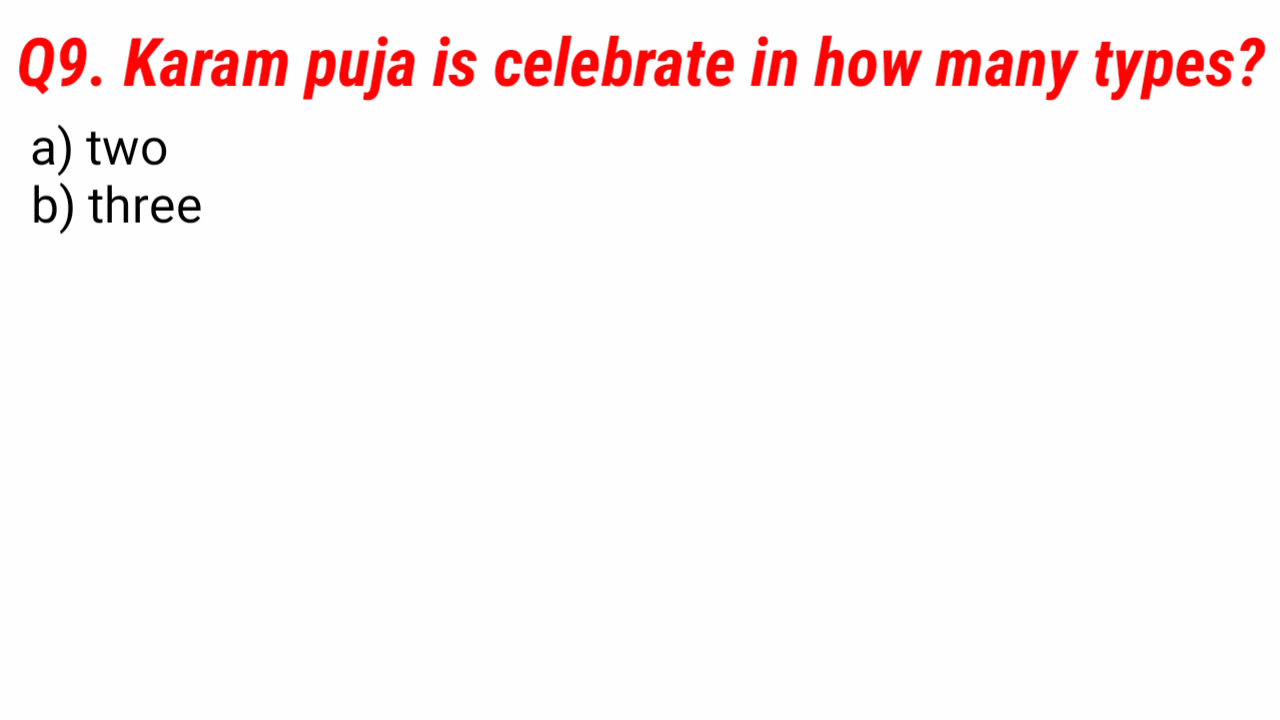 Q9. Karam puja is celebrate in how many types?
a) two
b) three